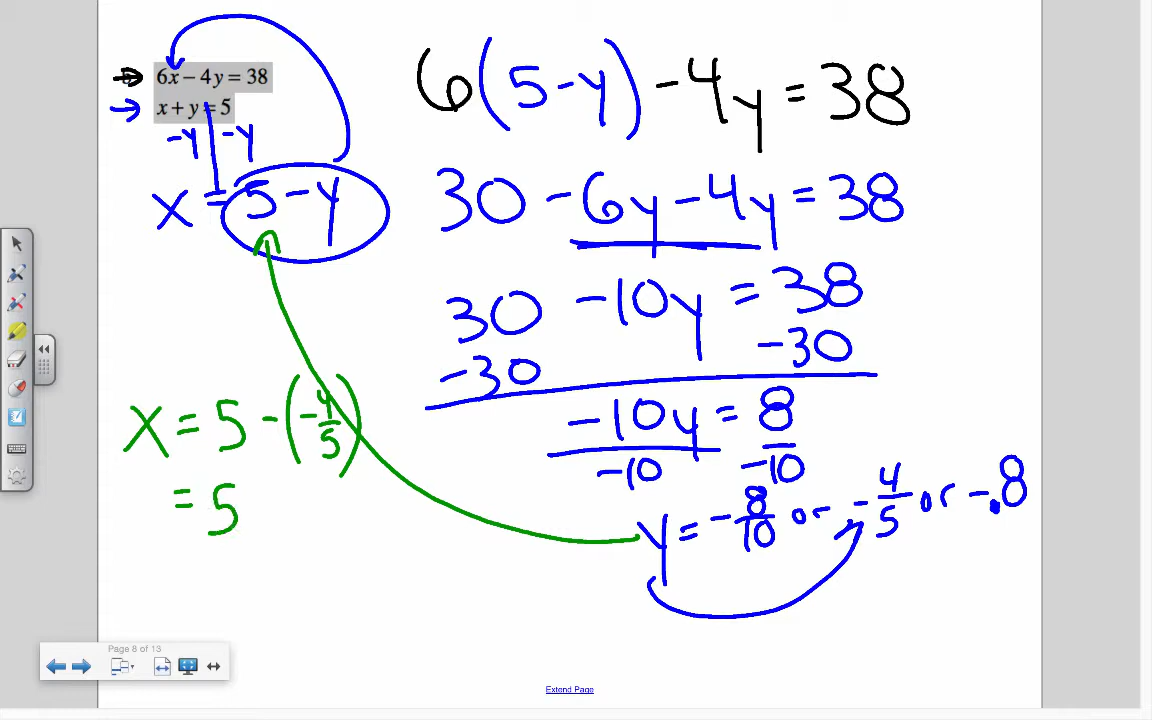 6x − 4y = 38
x + y = 5
-y -y
x = 5 - y
6(5-y) - 4y = 38
30 - 6y - 4y = 38
30 - 10y = 38
-30 -30
-10y = 8
-10 -10
y = - 8/10 or - 4/5 or -.8
x = 5 - (- 4/5)
= 5
Page 8 of 13
Extend Page